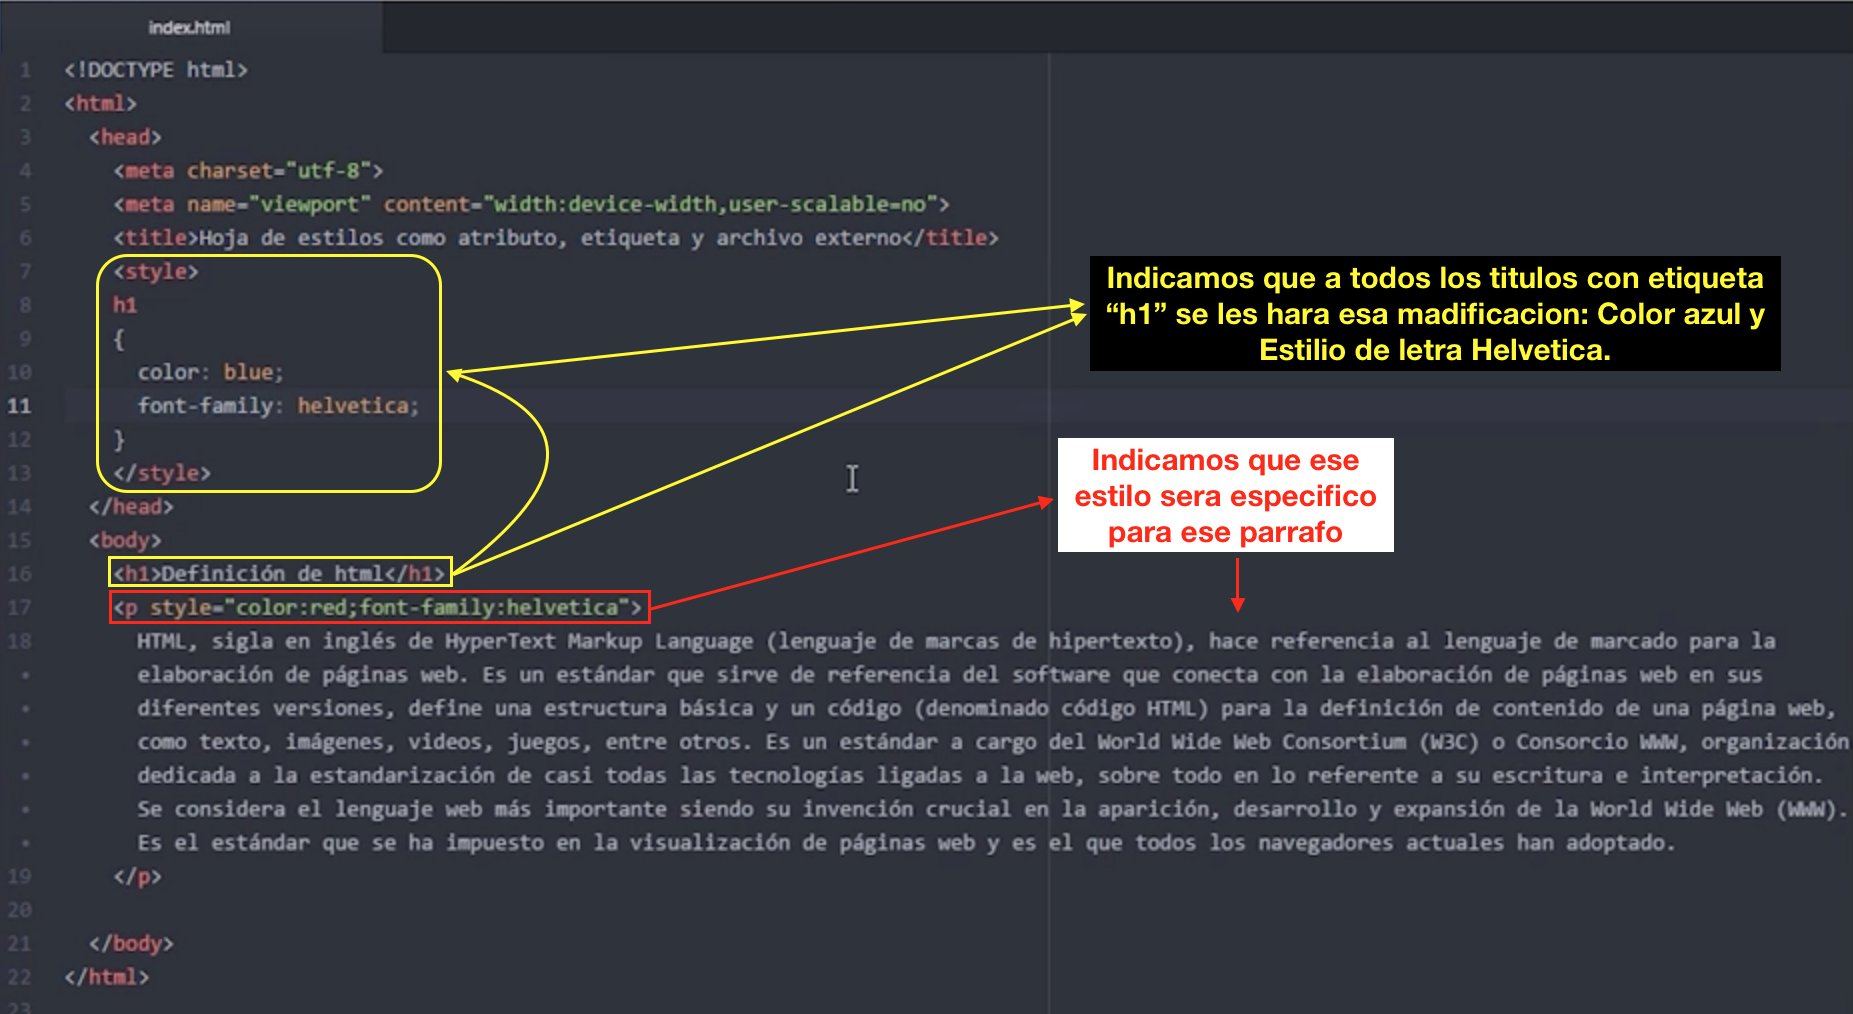 index.html
1 <!DOCTYPE html>
2 <html>
3 <head>
4 <meta charset="utf-8">
5 <meta name="viewport" content="width:device-width,user-scalable=no">
6 <title>Hoja de estilos como atributo, etiqueta y archivo externo</title>
7 <style>
8 h1
9 {
10 color: blue;
11 font-family: helvetica;
12 }
13 </style>
14 </head>
15 <body>
16 <h1>Definición de html</h1>
17 <p style="color:red;font-family:helvetica">
18 HTML, sigla en inglés de HyperText Markup Language (lenguaje de marcas de hipertexto), hace referencia al lenguaje de marcado para la
elaboración de páginas web. Es un estándar que sirve de referencia del software que conecta con la elaboración de páginas web en sus
diferentes versiones, define una estructura básica y un código (denominado código HTML) para la definición de contenido de una página web,
como texto, imágenes, videos, juegos, entre otros. Es un estándar a cargo del World Wide Web Consortium (W3C) o Consorcio WWW, organización
dedicada a la estandarización de casi todas las tecnologías ligadas a la web, sobre todo en lo referente a su escritura e interpretación.
Se considera el lenguaje web más importante siendo su invención crucial en la aparición, desarrollo y expansión de la World Wide Web (WWW).
Es el estándar que se ha impuesto en la visualización de páginas web y es el que todos los navegadores actuales han adoptado.
19 </p>
20
21 </body>
22 </html>
23
Indicamos que a todos los titulos con etiqueta
“h1” se les hara esa madificacion: Color azul y
Estilio de letra Helvetica.
Indicamos que ese
estilo sera especifico
para ese parrafo